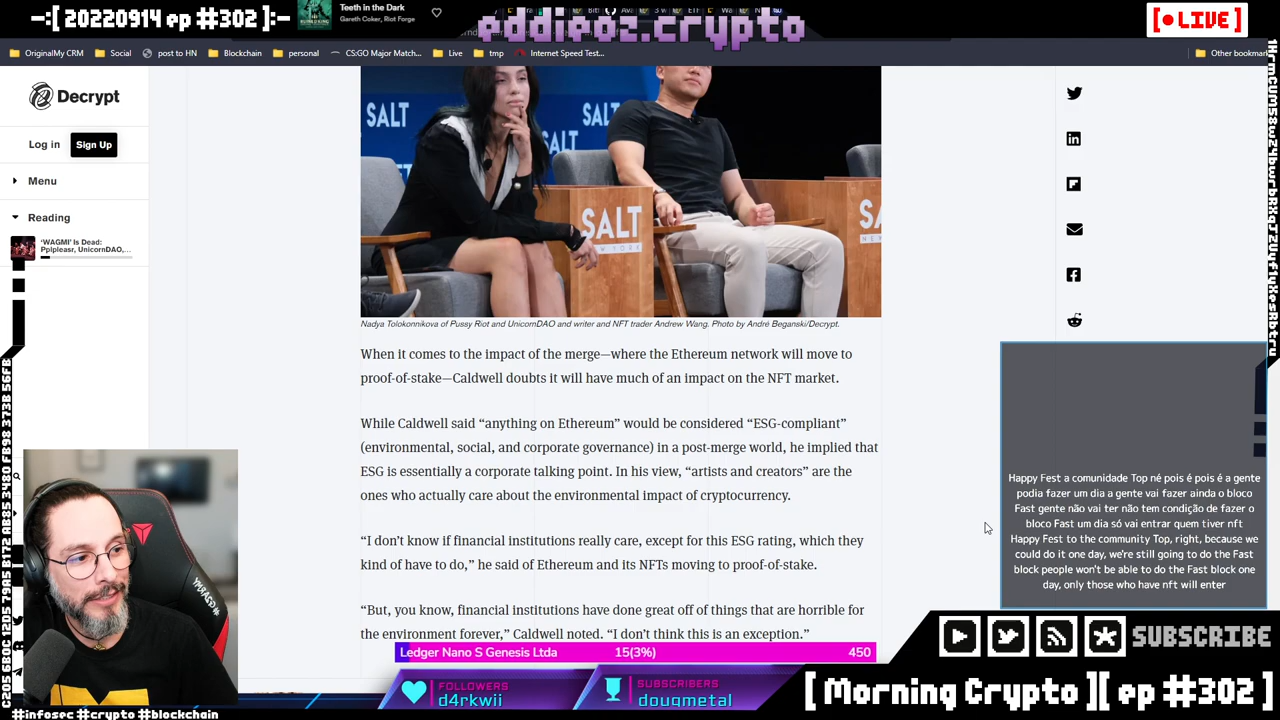 -:[ 20220914 ep #302 ]:-
Teeth in the Dark
Gareth Coker, Riot Forge
eddieoz.crypto
[ • LIVE ]
OriginalMy CRM
Social
post to HN
Blockchain
personal
CS:GO Major Match...
Live
tmp
Internet Speed Test...
Other bookmar
Decrypt
Log in
Sign Up
Menu
Reading
'WAGMI' Is Dead:
Pplpleasr, UnicornDAO,...
SALT
SALT
SALT
NEW YORK
SA
Nadya Tolokonnikova of Pussy Riot and UnicornDAO and writer and NFT trader Andrew Wang. Photo by André Beganski/Decrypt.
When it comes to the impact of the merge—where the Ethereum network will move to
proof-of-stake—Caldwell doubts it will have much of an impact on the NFT market.
While Caldwell said “anything on Ethereum” would be considered “ESG-compliant”
(environmental, social, and corporate governance) in a post-merge world, he implied that
ESG is essentially a corporate talking point. In his view, “artists and creators” are the
ones who actually care about the environmental impact of cryptocurrency.
“I don’t know if financial institutions really care, except for this ESG rating, which they
kind of have to do,” he said of Ethereum and its NFTs moving to proof-of-stake.
“But, you know, financial institutions have done great off of things that are horrible for
the environment forever,” Caldwell noted. “I don’t think this is an exception.”
Happy Fest a comunidade Top né pois é pois é a gente
podia fazer um dia a gente vai fazer ainda o bloco
Fast gente não vai ter não tem condição de fazer o
bloco Fast um dia só vai entrar quem tiver nft
Happy Fest to the community Top, right, because we
could do it one day, we're still going to do the Fast
block people won't be able to do the Fast block one
day, only those who have nft will enter
Ledger Nano S Genesis Ltda 15(3%) 450
FOLLOWERS
d4rkwii
SUBSCRIBERS
dougmetal
SUBSCRIBE
[ Morning Crypto ][ ep #302 ]
#infosec #crypto #blockchain